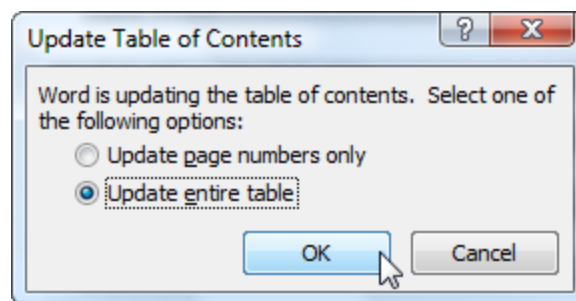 Update Table of Contents
Word is updating the table of contents.  Select one of
the following options:
Update page numbers only
Update entire table
OK
Cancel